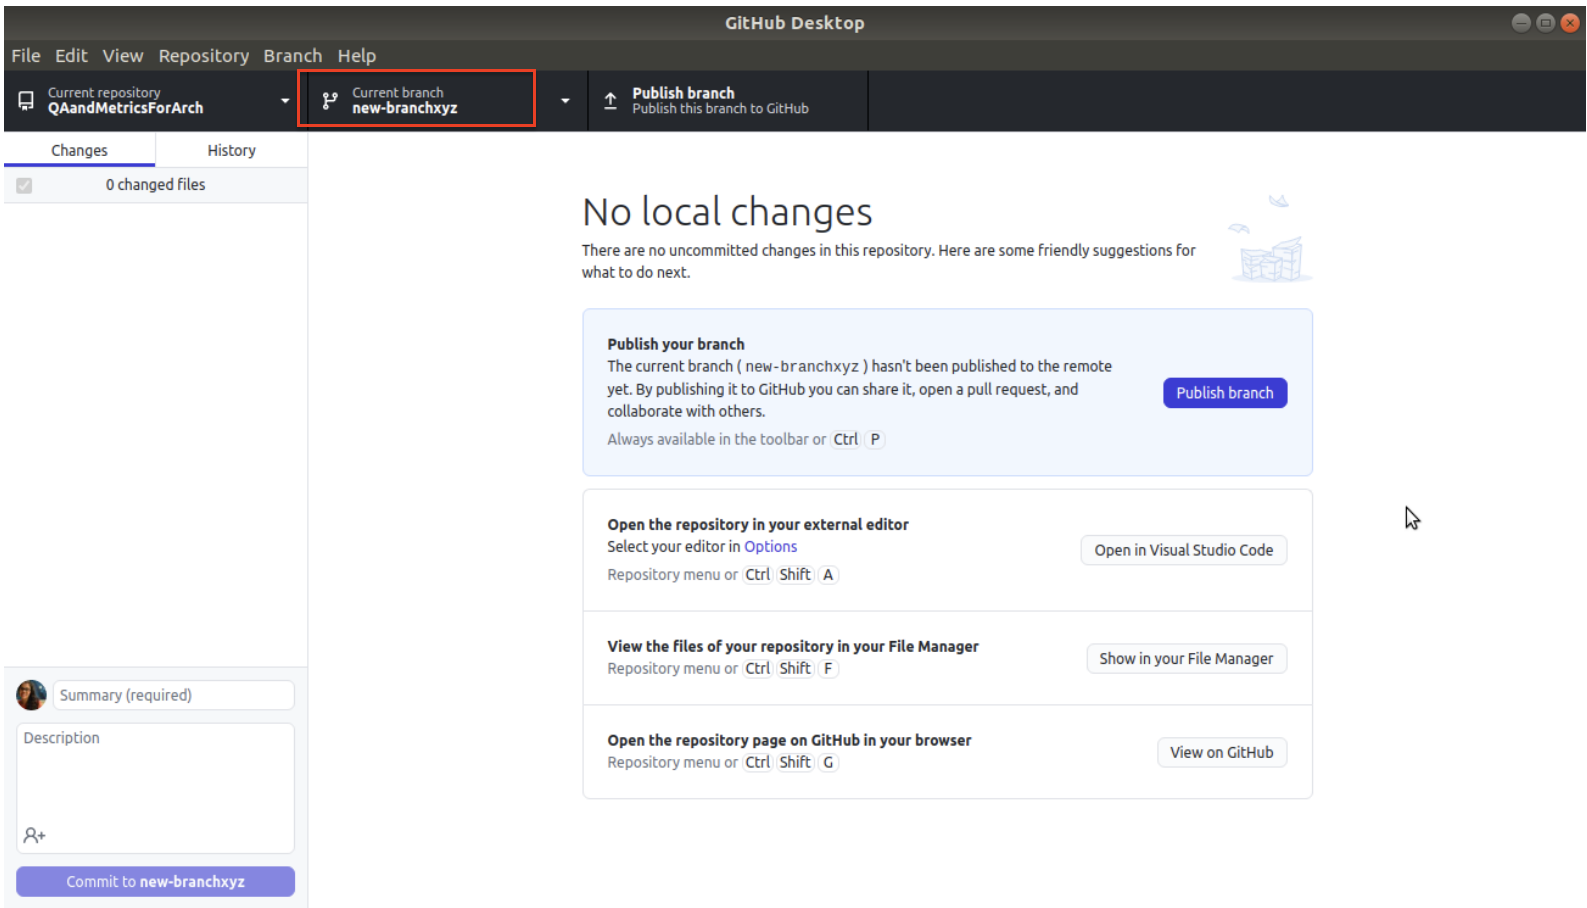 GitHub Desktop
File Edit View Repository Branch Help
Current repository
QAandMetricsForArch
Current branch
new-branchxyz
Publish branch
Publish this branch to GitHub
Changes
History
0 changed files
No local changes
There are no uncommitted changes in this repository. Here are some friendly suggestions for
what to do next.
Publish your branch
The current branch ( new-branchxyz ) hasn't been published to the remote
yet. By publishing it to GitHub you can share it, open a pull request, and
collaborate with others.
Always available in the toolbar or Ctrl P
Publish branch
Open the repository in your external editor
Select your editor in Options
Repository menu or Ctrl Shift A
Open in Visual Studio Code
View the files of your repository in your File Manager
Repository menu or Ctrl Shift F
Show in your File Manager
Open the repository page on GitHub in your browser
Repository menu or Ctrl Shift G
View on GitHub
Summary (required)
Description
Commit to new-branchxyz